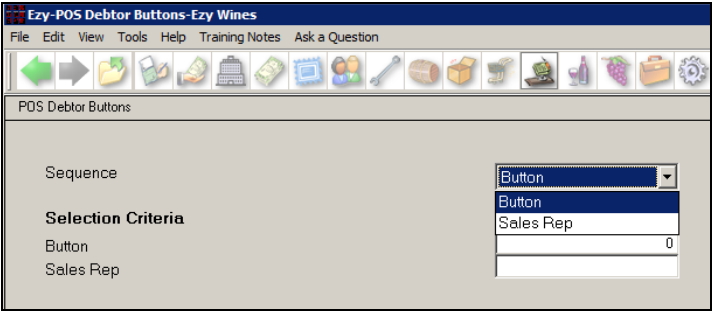 Ezy-POS Debtor Buttons-Ezy Wines
File Edit View Tools Help Training Notes Ask a Question
POS Debtor Buttons
Sequence
Button
Button
Sales Rep
Selection Criteria
Button 0
Sales Rep